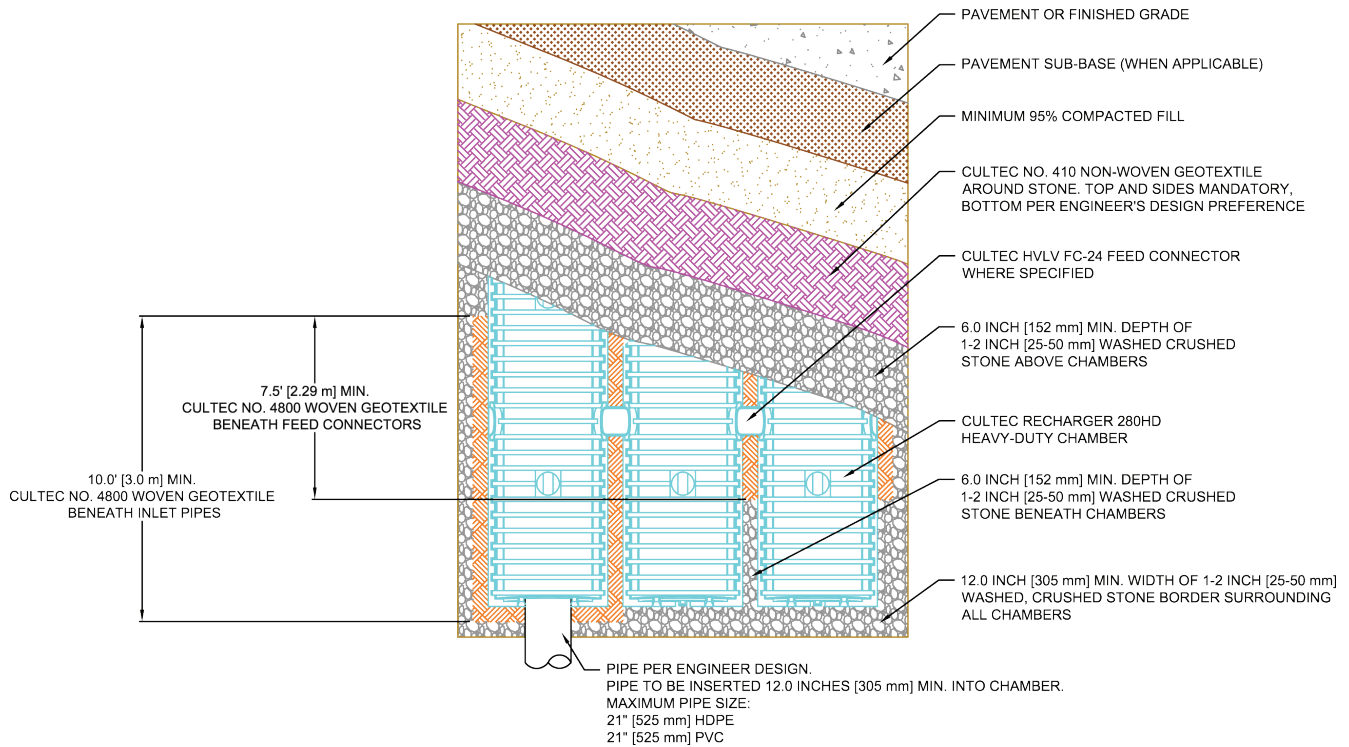 PAVEMENT OR FINISHED GRADE
PAVEMENT SUB-BASE (WHEN APPLICABLE)
MINIMUM 95% COMPACTED FILL
CULTEC NO. 410 NON-WOVEN GEOTEXTILE
AROUND STONE. TOP AND SIDES MANDATORY,
BOTTOM PER ENGINEER'S DESIGN PREFERENCE
CULTEC HVLV FC-24 FEED CONNECTOR
WHERE SPECIFIED
6.0 INCH [152 mm] MIN. DEPTH OF
1-2 INCH [25-50 mm] WASHED CRUSHED
STONE ABOVE CHAMBERS
7.5' [2.29 m] MIN.
CULTEC NO. 4800 WOVEN GEOTEXTILE
BENEATH FEED CONNECTORS
CULTEC RECHARGER 280HD
HEAVY-DUTY CHAMBER
10.0' [3.0 m] MIN.
CULTEC NO. 4800 WOVEN GEOTEXTILE
BENEATH INLET PIPES
6.0 INCH [152 mm] MIN. DEPTH OF
1-2 INCH [25-50 mm] WASHED CRUSHED
STONE BENEATH CHAMBERS
12.0 INCH [305 mm] MIN. WIDTH OF 1-2 INCH [25-50 mm]
WASHED, CRUSHED STONE BORDER SURROUNDING
ALL CHAMBERS
PIPE PER ENGINEER DESIGN.
PIPE TO BE INSERTED 12.0 INCHES [305 mm] MIN. INTO CHAMBER.
MAXIMUM PIPE SIZE:
21" [525 mm] HDPE
21" [525 mm] PVC